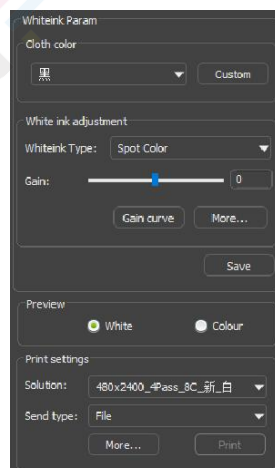 Whiteink Param
Cloth color
黑
Custom
White ink adjustment
Whiteink Type: Spot Color
Gain: 0
Gain curve More...
Save
Preview
White Colour
Print settings
Solution: 480x2400_4Pass_8C_新_白
Send type: File
More... Print